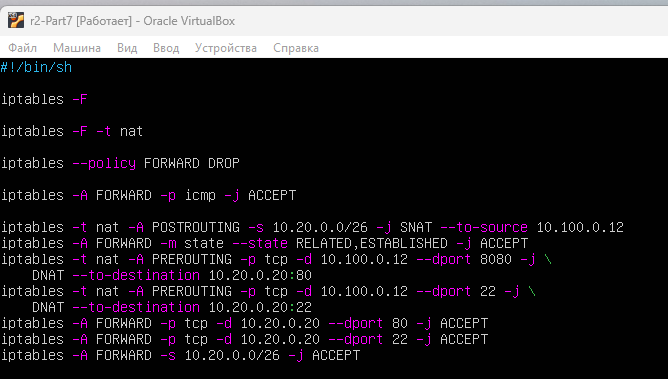 r2-Part7 [Работает] - Oracle VirtualBox
Файл Машина Вид Ввод Устройства Справка
#!/bin/sh
iptables -F
iptables -F -t nat
iptables --policy FORWARD DROP
iptables -A FORWARD -p icmp -j ACCEPT
iptables -t nat -A POSTROUTING -s 10.20.0.0/26 -j SNAT --to-source 10.100.0.12
iptables -A FORWARD -m state --state RELATED,ESTABLISHED -j ACCEPT
iptables -t nat -A PREROUTING -p tcp -d 10.100.0.12 --dport 8080 -j \
DNAT --to-destination 10.20.0.20:80
iptables -t nat -A PREROUTING -p tcp -d 10.100.0.12 --dport 22 -j \
DNAT --to-destination 10.20.0.20:22
iptables -A FORWARD -p tcp -d 10.20.0.20 --dport 80 -j ACCEPT
iptables -A FORWARD -p tcp -d 10.20.0.20 --dport 22 -j ACCEPT
iptables -A FORWARD -s 10.20.0.0/26 -j ACCEPT